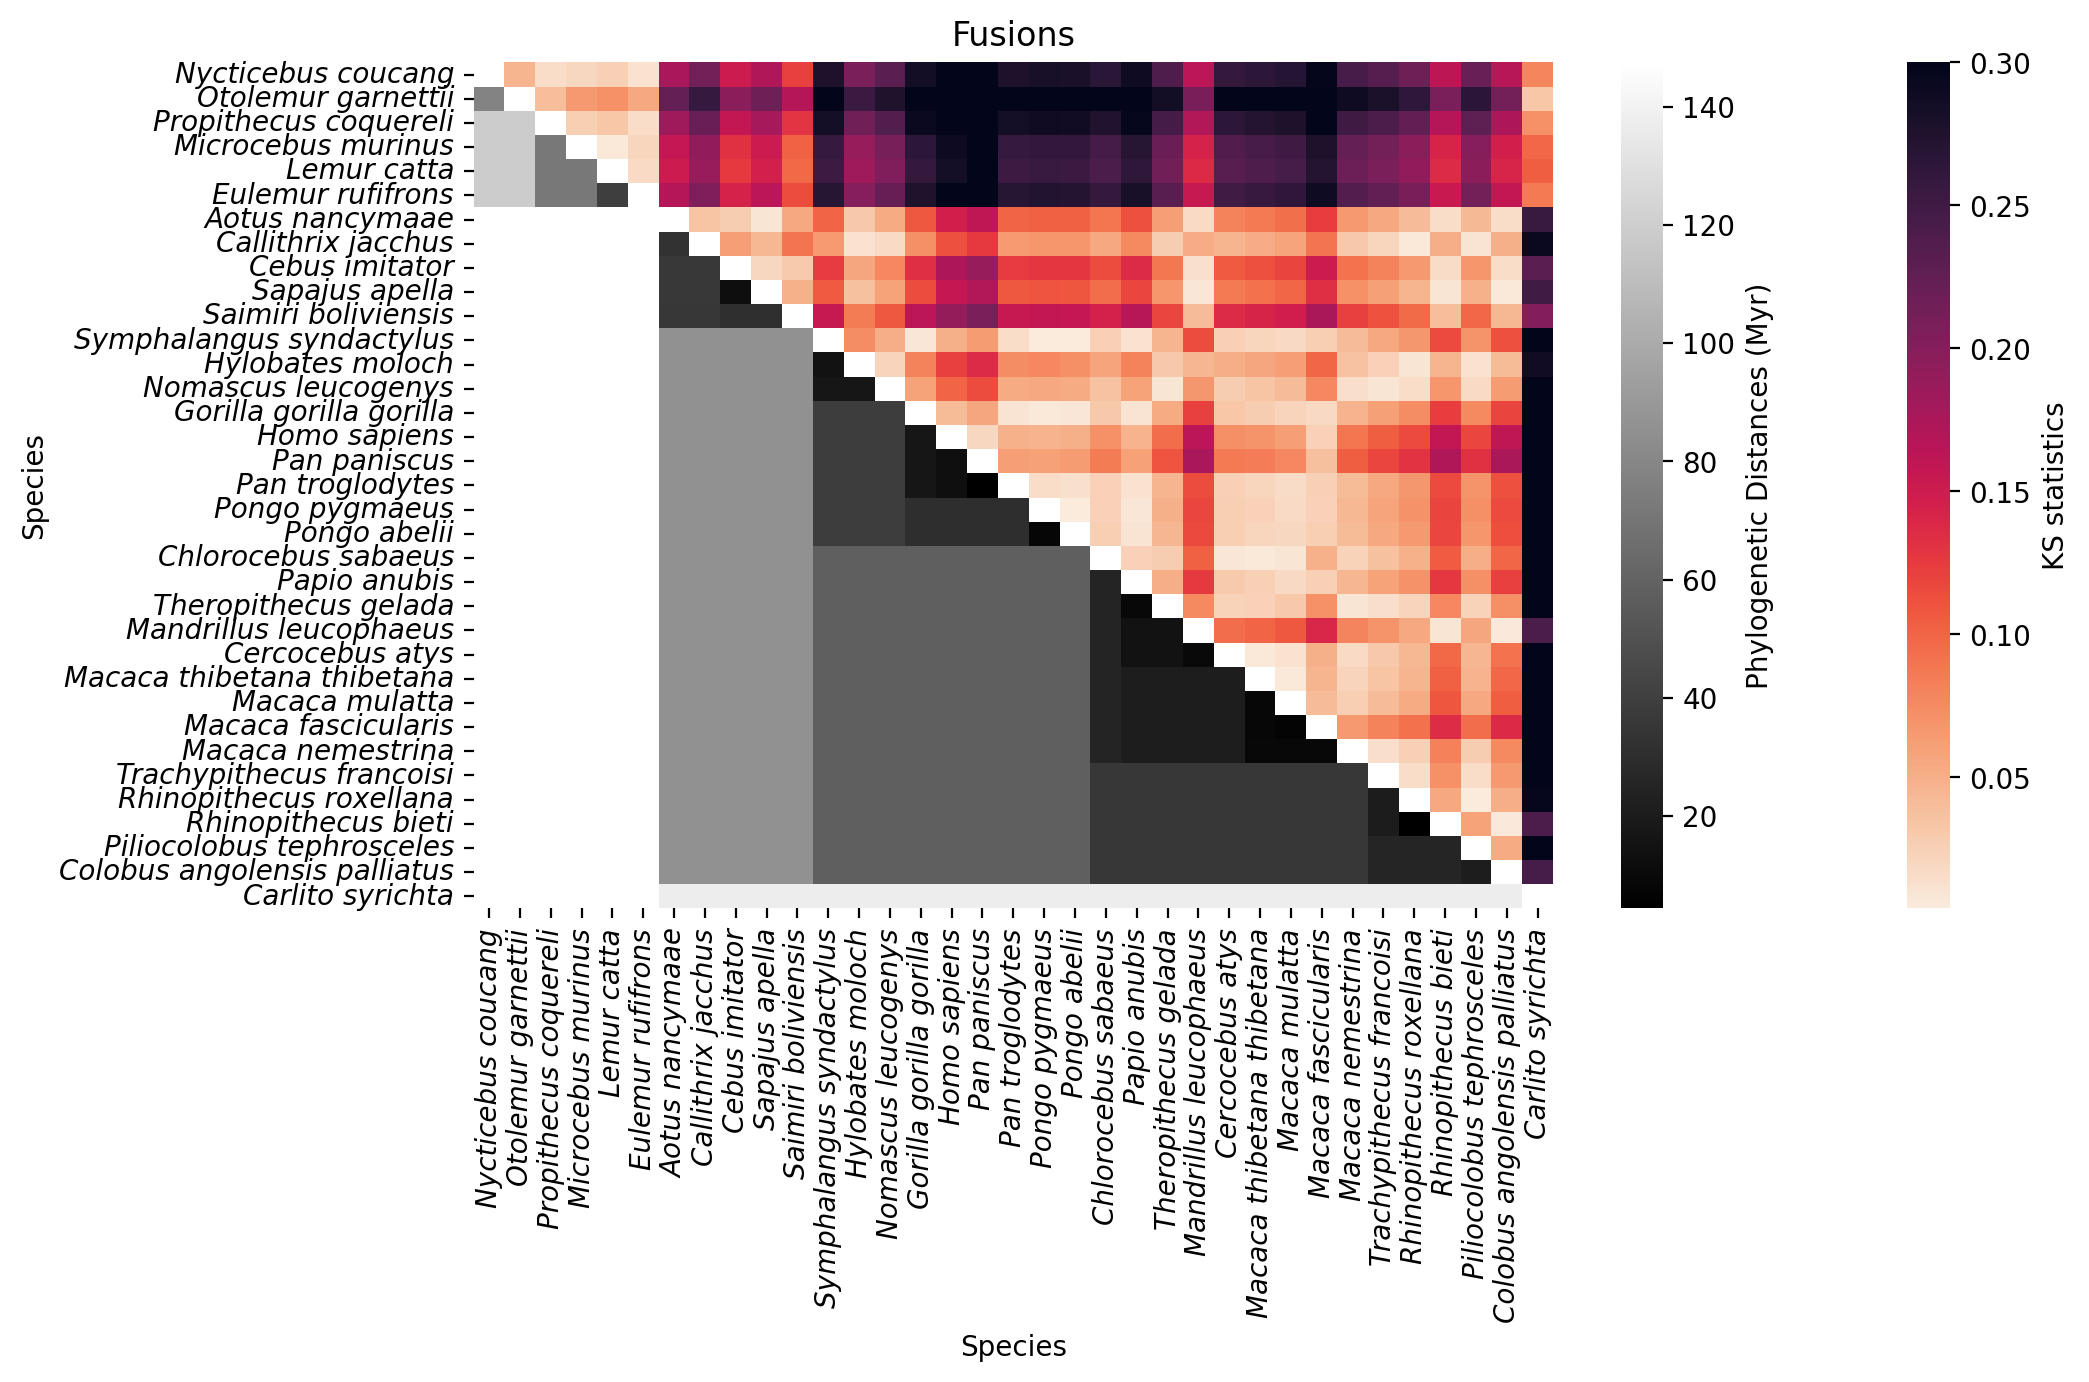 Fusions
Species
Nycticebus coucang
Otolemur garnettii
Propithecus coquereli
Microcebus murinus
Lemur catta
Eulemur rufifrons
Aotus nancymaae
Callithrix jacchus
Cebus imitator
Sapajus apella
Saimiri boliviensis
Symphalangus syndactylus
Hylobates moloch
Nomascus leucogenys
Gorilla gorilla gorilla
Homo sapiens
Pan paniscus
Pan troglodytes
Pongo pygmaeus
Pongo abelii
Chlorocebus sabaeus
Papio anubis
Theropithecus gelada
Mandrillus leucophaeus
Cercocebus atys
Macaca thibetana thibetana
Macaca mulatta
Macaca fascicularis
Macaca nemestrina
Trachypithecus francoisi
Rhinopithecus roxellana
Rhinopithecus bieti
Piliocolobus tephrosceles
Colobus angolensis palliatus
Carlito syrichta
Nycticebus coucang
Otolemur garnettii
Propithecus coquereli
Microcebus murinus
Lemur catta
Eulemur rufifrons
Aotus nancymaae
Callithrix jacchus
Cebus imitator
Sapajus apella
Saimiri boliviensis
Symphalangus syndactylus
Hylobates moloch
Nomascus leucogenys
Gorilla gorilla gorilla
Homo sapiens
Pan paniscus
Pan troglodytes
Pongo pygmaeus
Pongo abelii
Chlorocebus sabaeus
Papio anubis
Theropithecus gelada
Mandrillus leucophaeus
Cercocebus atys
Macaca thibetana thibetana
Macaca mulatta
Macaca fascicularis
Macaca nemestrina
Trachypithecus francoisi
Rhinopithecus roxellana
Rhinopithecus bieti
Piliocolobus tephrosceles
Colobus angolensis palliatus
Carlito syrichta
Species
140
120
100
80
60
40
20
Phylogenetic Distances (Myr)
0.30
0.25
0.20
0.15
0.10
0.05
KS statistics